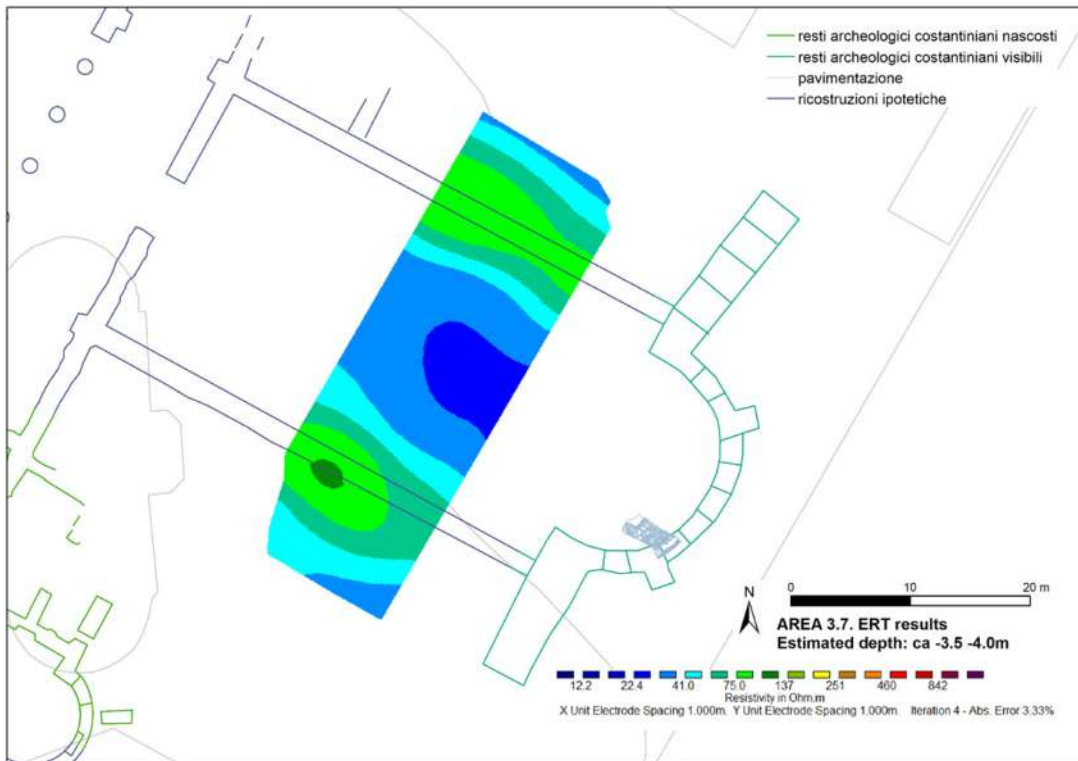 resti archeologici costantiniani nascosti
resti archeologici costantiniani visibili
pavimentazione
ricostruzioni ipotetiche
0 10 20 m
N
AREA 3.7. ERT results
Estimated depth: ca -3.5 -4.0m
12.2 22.4 41.0 75.0 137 251 460 842
Resistivity in Ohm.m
X Unit Electrode Spacing 1.000m. Y Unit Electrode Spacing 1.000m. Iteration 4 - Abs. Error 3.33%